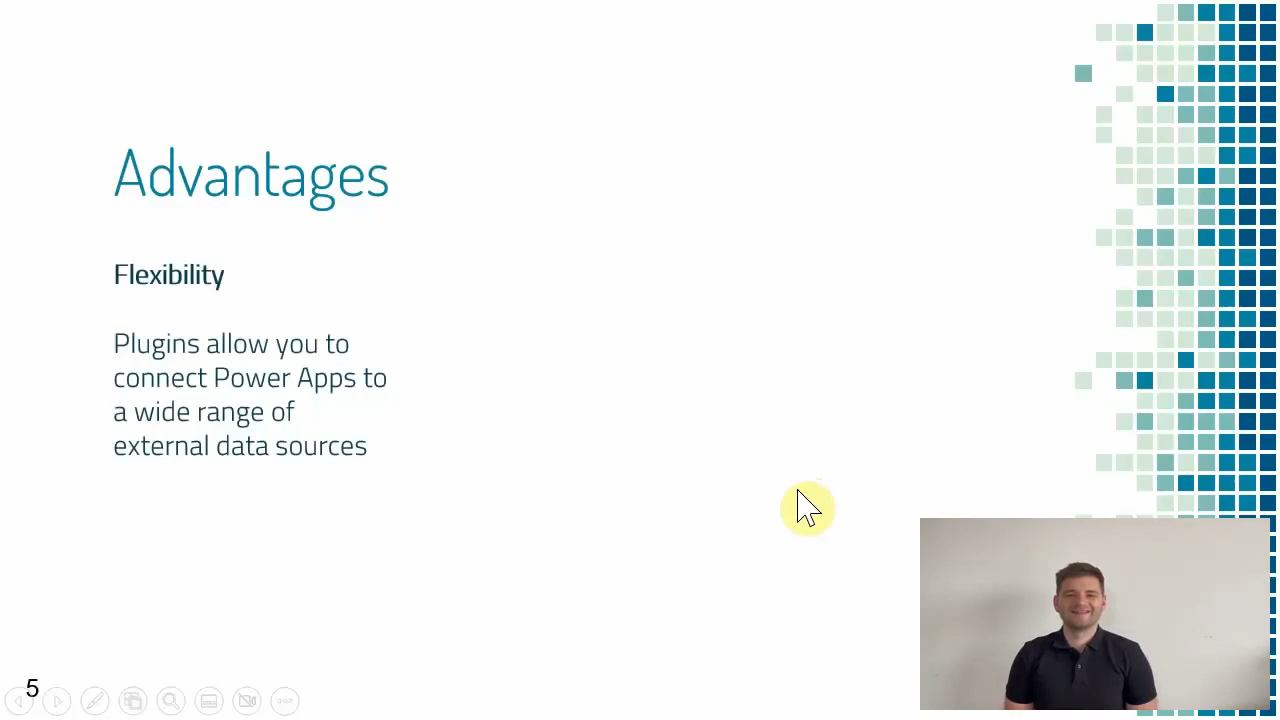 Advantages
Flexibility
Plugins allow you to
connect Power Apps to
a wide range of
external data sources
5